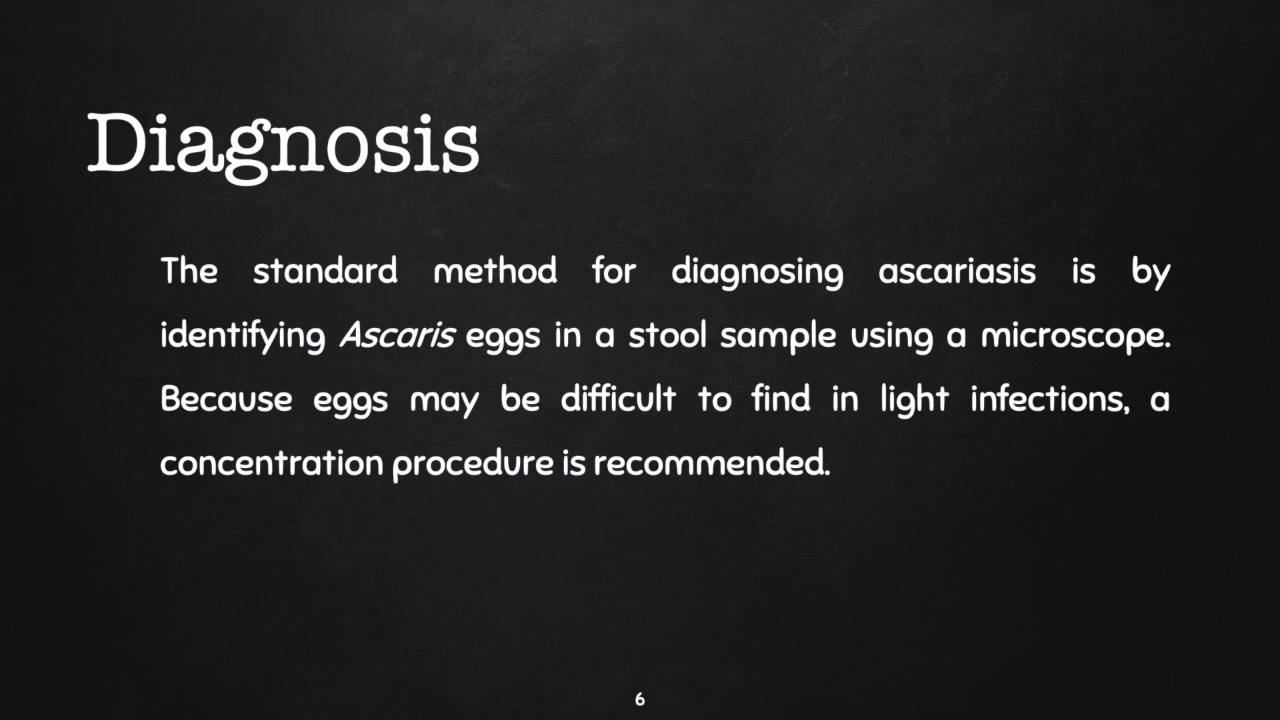 Diagnosis
The standard method for diagnosing ascariasis is by
identifying Ascaris eggs in a stool sample using a microscope.
Because eggs may be difficult to find in light infections, a
concentration procedure is recommended.
6